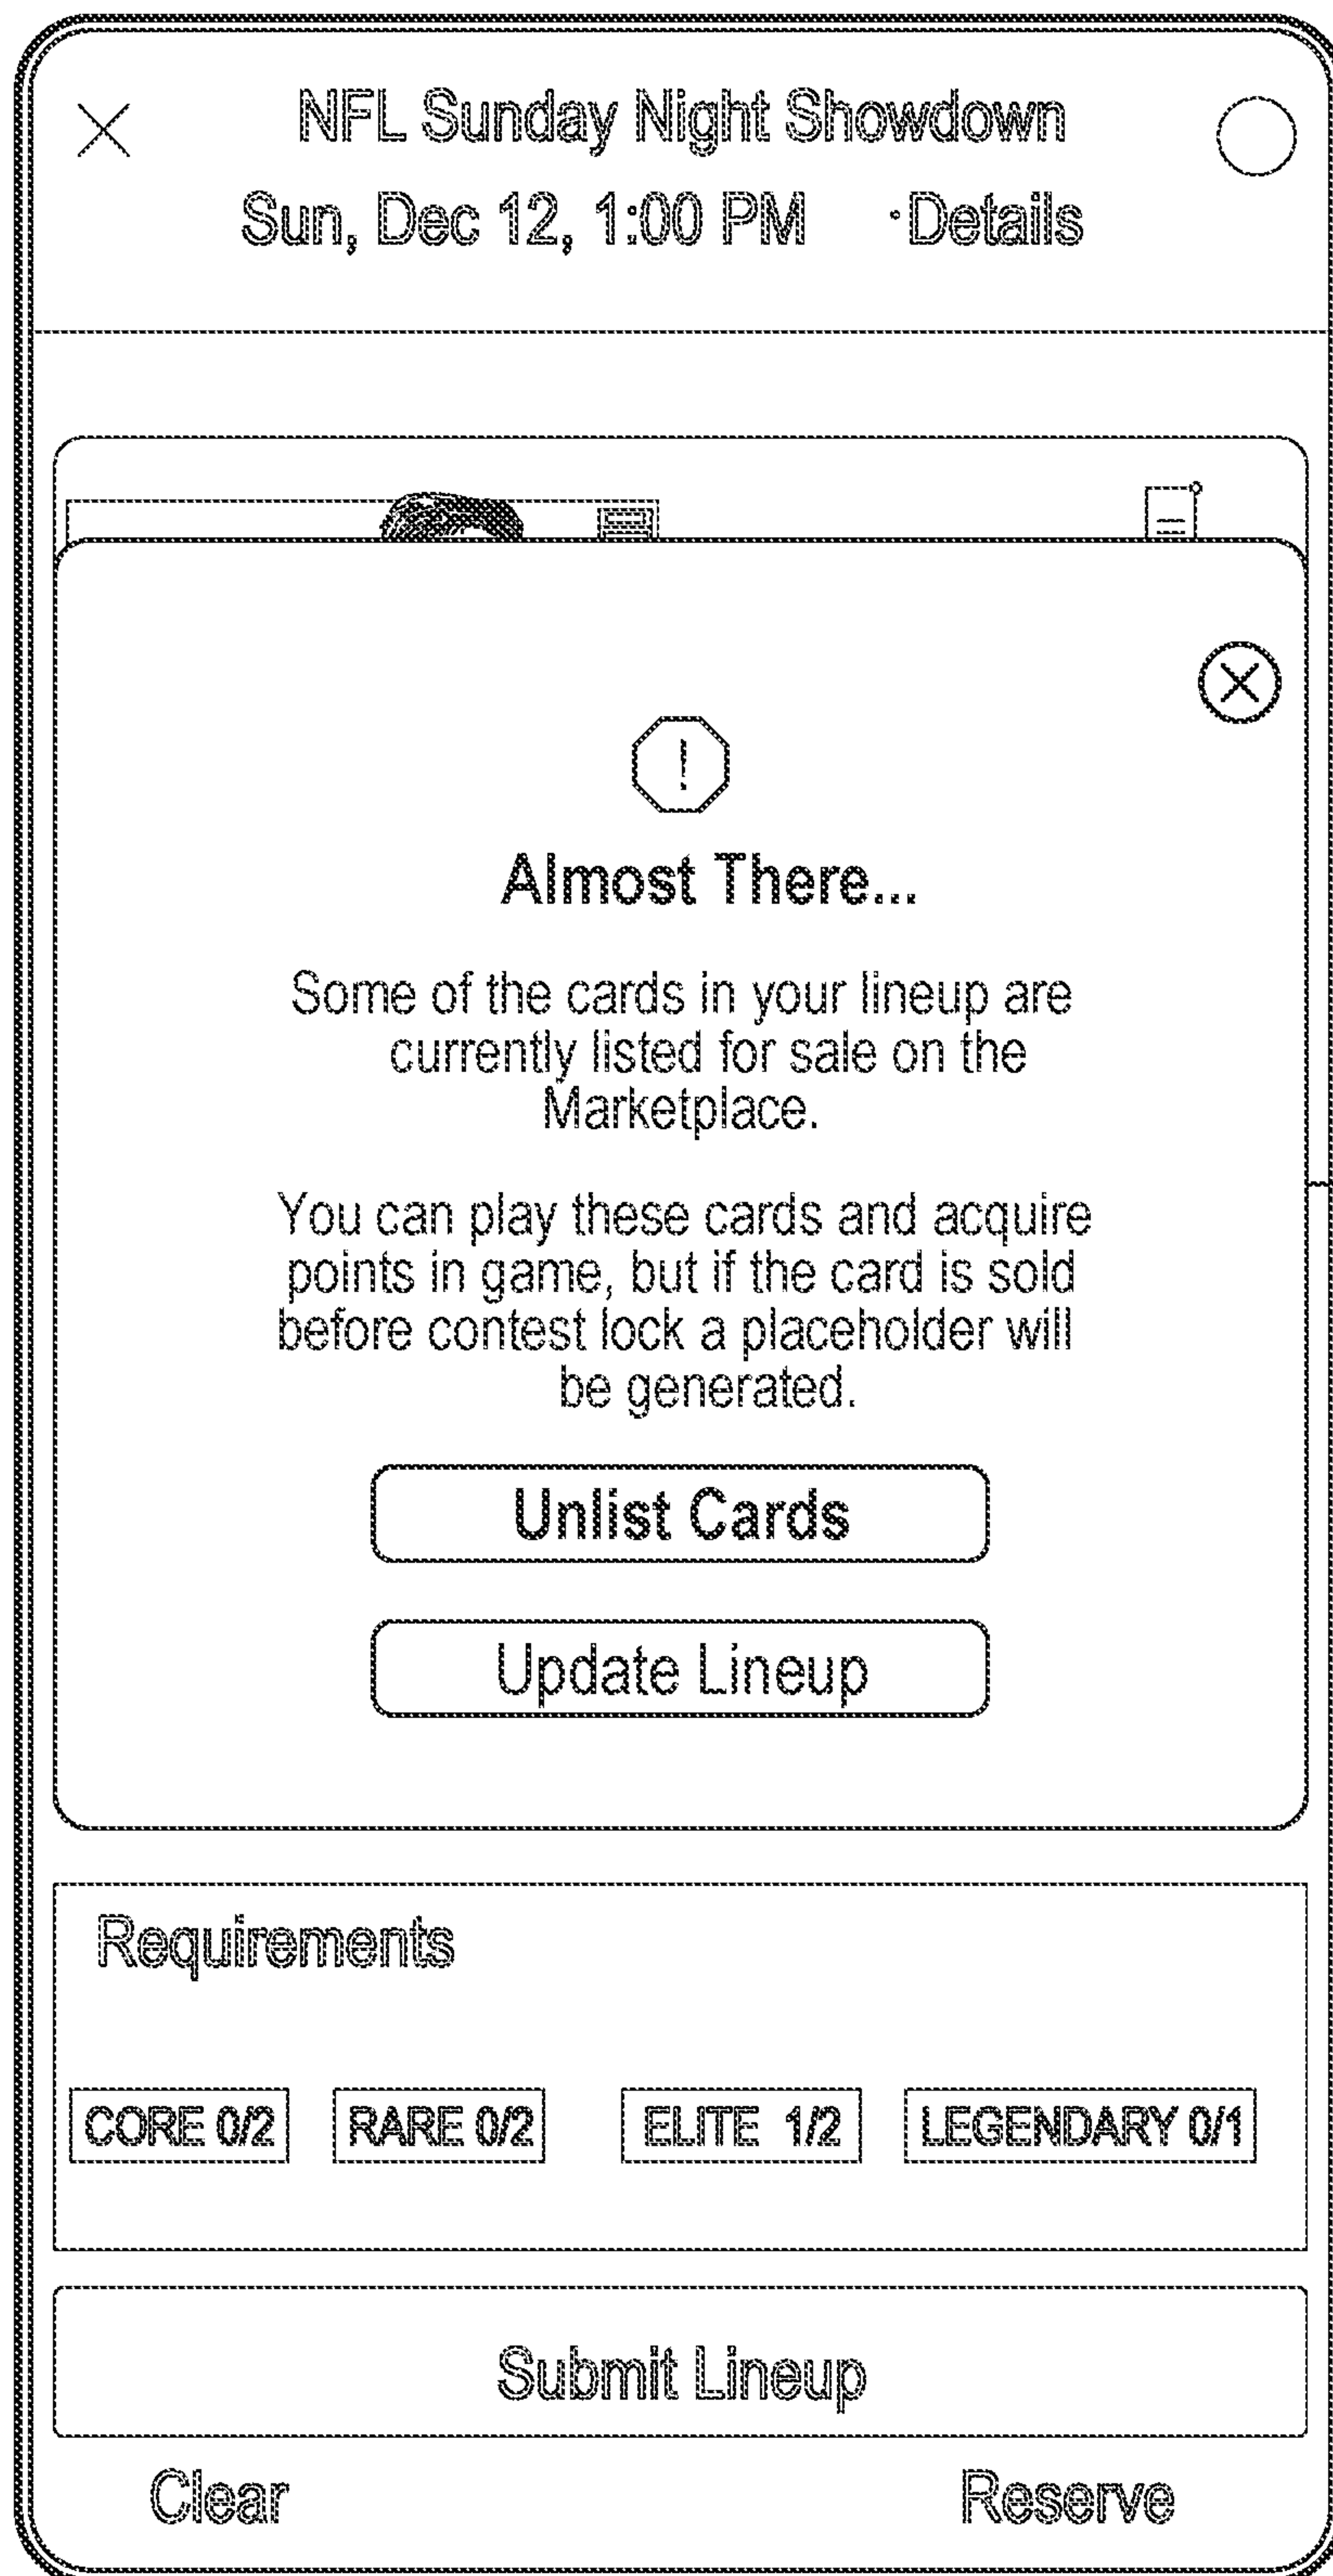 NFL Sunday Night Showdown
Sun, Dec 12, 1:00 PM ·Details
!
Almost There...
Some of the cards in your lineup are
currently listed for sale on the
Marketplace.
You can play these cards and acquire
points in game, but if the card is sold
before contest lock a placeholder will
be generated.
Unlist Cards
Update Lineup
Requirements
CORE 0/2 RARE 0/2 ELITE 1/2 LEGENDARY 0/1
Submit Lineup
Clear Reserve